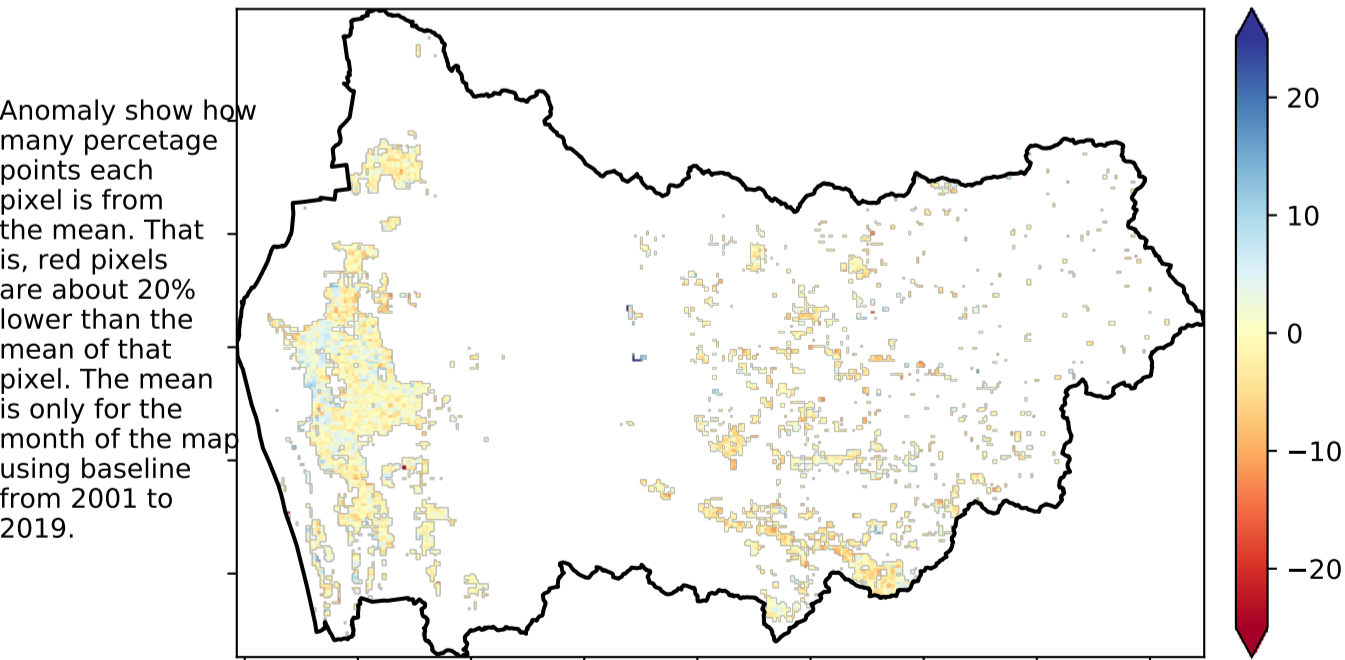 Anomaly show how
many percetage
points each
pixel is from
the mean. That
is, red pixels
are about 20%
lower than the
mean of that
pixel. The mean
is only for the
month of the map
using baseline
from 2001 to
2019.
20
10
0
−10
−20